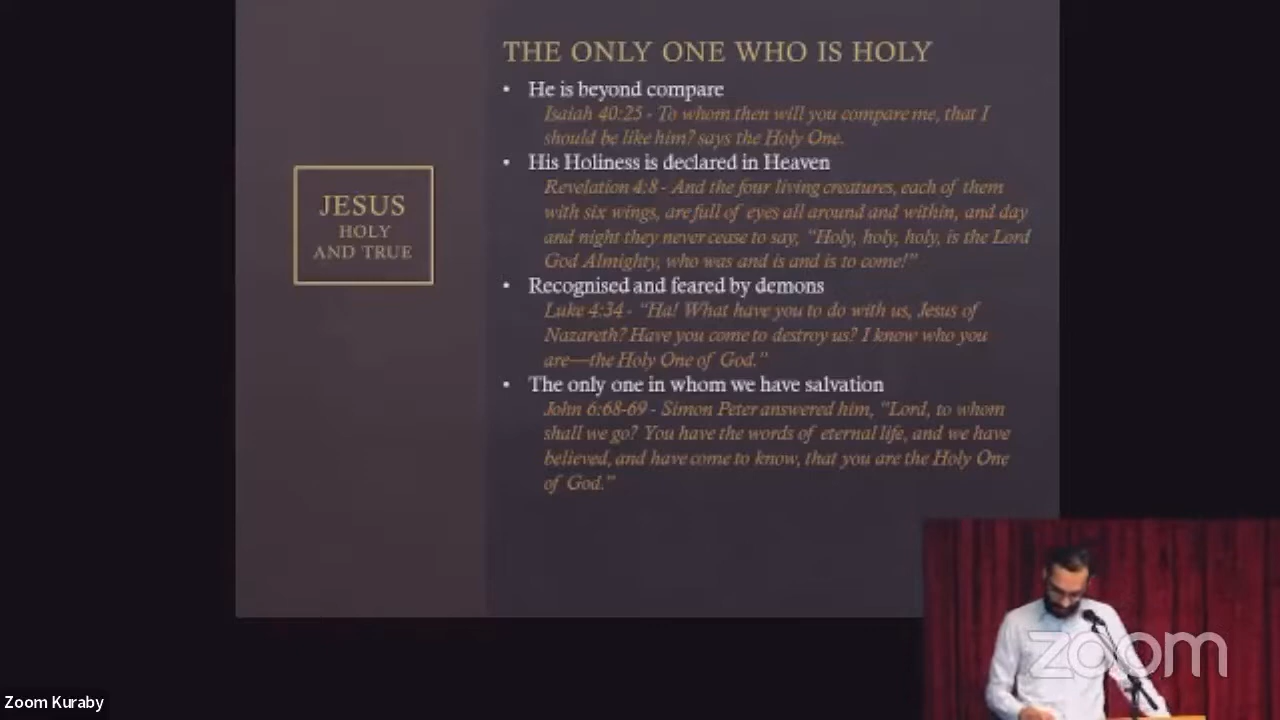 JESUS
HOLY
AND TRUE
THE ONLY ONE WHO IS HOLY
• He is beyond compare
Isaiah 40:25 - To whom then will you compare me, that I
should be like him? says the Holy One.
• His Holiness is declared in Heaven
Revelation 4:8 - And the four living creatures, each of them
with six wings, are full of eyes all around and within, and day
and night they never cease to say, “Holy, holy, holy, is the Lord
God Almighty, who was and is and is to come!”
• Recognised and feared by demons
Luke 4:34 - “Ha! What have you to do with us, Jesus of
Nazareth? Have you come to destroy us? I know who you
are—the Holy One of God.”
• The only one in whom we have salvation
John 6:68-69 - Simon Peter answered him, “Lord, to whom
shall we go? You have the words of eternal life, and we have
believed, and have come to know, that you are the Holy One
of God.”
zoom
Zoom Kuraby